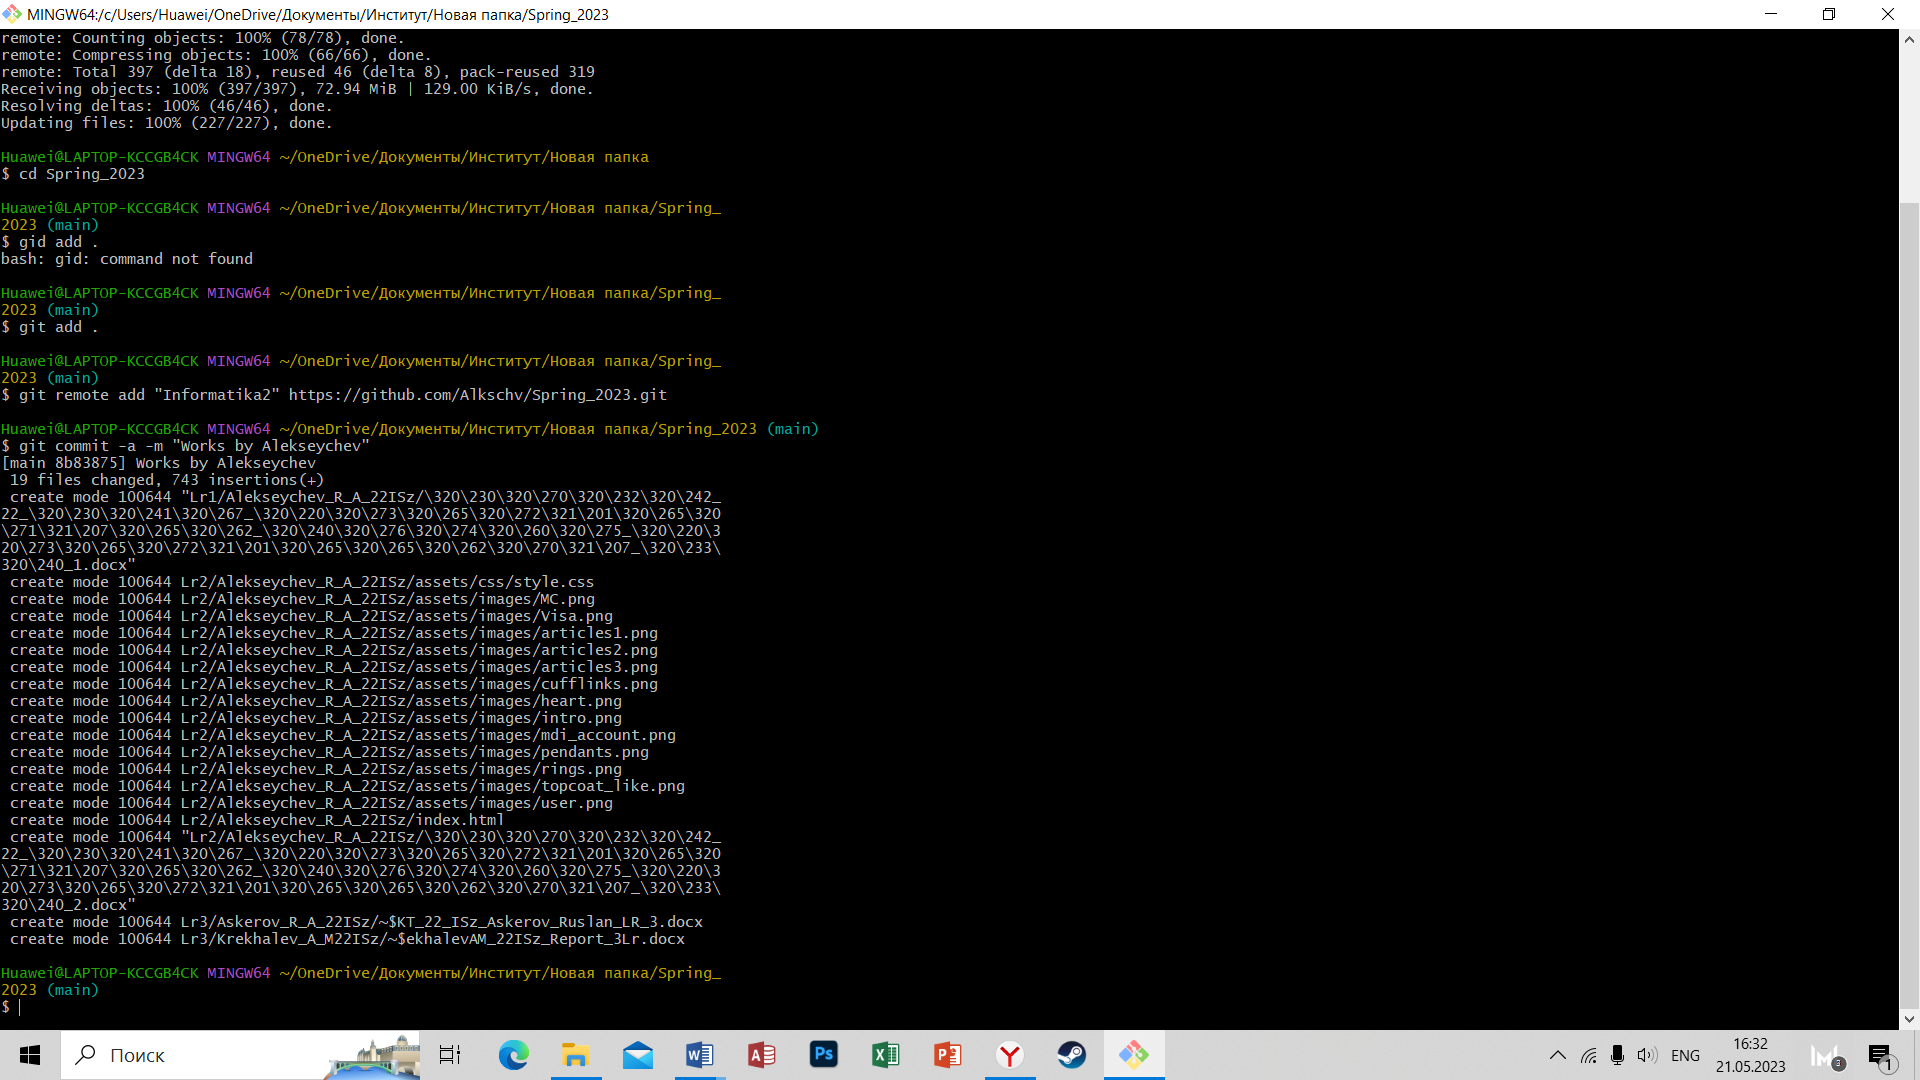 MINGW64:/c/Users/Huawei/OneDrive/Документы/Институт/Новая папка/Spring_2023
remote: Counting objects: 100% (78/78), done.
remote: Compressing objects: 100% (66/66), done.
remote: Total 397 (delta 18), reused 46 (delta 8), pack-reused 319
Receiving objects: 100% (397/397), 72.94 MiB | 129.00 KiB/s, done.
Resolving deltas: 100% (46/46), done.
Updating files: 100% (227/227), done.
Huawei@LAPTOP-KCCGB4CK MINGW64 ~/OneDrive/Документы/Институт/Новая папка
$ cd Spring_2023
Huawei@LAPTOP-KCCGB4CK MINGW64 ~/OneDrive/Документы/Институт/Новая папка/Spring_
2023 (main)
$ gid add .
bash: gid: command not found
Huawei@LAPTOP-KCCGB4CK MINGW64 ~/OneDrive/Документы/Институт/Новая папка/Spring_
2023 (main)
$ git add .
Huawei@LAPTOP-KCCGB4CK MINGW64 ~/OneDrive/Документы/Институт/Новая папка/Spring_
2023 (main)
$ git remote add "Informatika2" https://github.com/Alkschv/Spring_2023.git
Huawei@LAPTOP-KCCGB4CK MINGW64 ~/OneDrive/Документы/Институт/Новая папка/Spring_2023 (main)
$ git commit -a -m "Works by Alekseychev"
[main 8b83875] Works by Alekseychev
19 files changed, 743 insertions(+)
create mode 100644 "Lr1/Alekseychev_R_A_22ISz/\320\230\320\270\320\232\320\242_
22_\320\230\320\241\320\267_\320\220\320\273\320\265\320\272\321\201\320\265\320
\271\321\207\320\265\320\262_\320\240\320\276\320\274\320\260\320\275_\320\220\3
20\273\320\265\320\272\321\201\320\265\320\265\320\262\320\270\321\207_\320\233\
320\240_1.docx"
create mode 100644 Lr2/Alekseychev_R_A_22ISz/assets/css/style.css
create mode 100644 Lr2/Alekseychev_R_A_22ISz/assets/images/MC.png
create mode 100644 Lr2/Alekseychev_R_A_22ISz/assets/images/Visa.png
create mode 100644 Lr2/Alekseychev_R_A_22ISz/assets/images/articles1.png
create mode 100644 Lr2/Alekseychev_R_A_22ISz/assets/images/articles2.png
create mode 100644 Lr2/Alekseychev_R_A_22ISz/assets/images/articles3.png
create mode 100644 Lr2/Alekseychev_R_A_22ISz/assets/images/cufflinks.png
create mode 100644 Lr2/Alekseychev_R_A_22ISz/assets/images/heart.png
create mode 100644 Lr2/Alekseychev_R_A_22ISz/assets/images/intro.png
create mode 100644 Lr2/Alekseychev_R_A_22ISz/assets/images/mdi_account.png
create mode 100644 Lr2/Alekseychev_R_A_22ISz/assets/images/pendants.png
create mode 100644 Lr2/Alekseychev_R_A_22ISz/assets/images/rings.png
create mode 100644 Lr2/Alekseychev_R_A_22ISz/assets/images/topcoat_like.png
create mode 100644 Lr2/Alekseychev_R_A_22ISz/assets/images/user.png
create mode 100644 Lr2/Alekseychev_R_A_22ISz/index.html
create mode 100644 "Lr2/Alekseychev_R_A_22ISz/\320\230\320\270\320\232\320\242_
22_\320\230\320\241\320\267_\320\220\320\273\320\265\320\272\321\201\320\265\320
\271\321\207\320\265\320\262_\320\240\320\276\320\274\320\260\320\275_\320\220\3
20\273\320\265\320\272\321\201\320\265\320\265\320\262\320\270\321\207_\320\233\
320\240_2.docx"
create mode 100644 Lr3/Askerov_R_A_22ISz/~$KT_22_ISz_Askerov_Ruslan_LR_3.docx
create mode 100644 Lr3/Krekhalev_A_M22ISz/~$ekhalevAM_22ISz_Report_3Lr.docx
Huawei@LAPTOP-KCCGB4CK MINGW64 ~/OneDrive/Документы/Институт/Новая папка/Spring_
2023 (main)
$
Поиск
ENG
16:32
21.05.2023
3
1